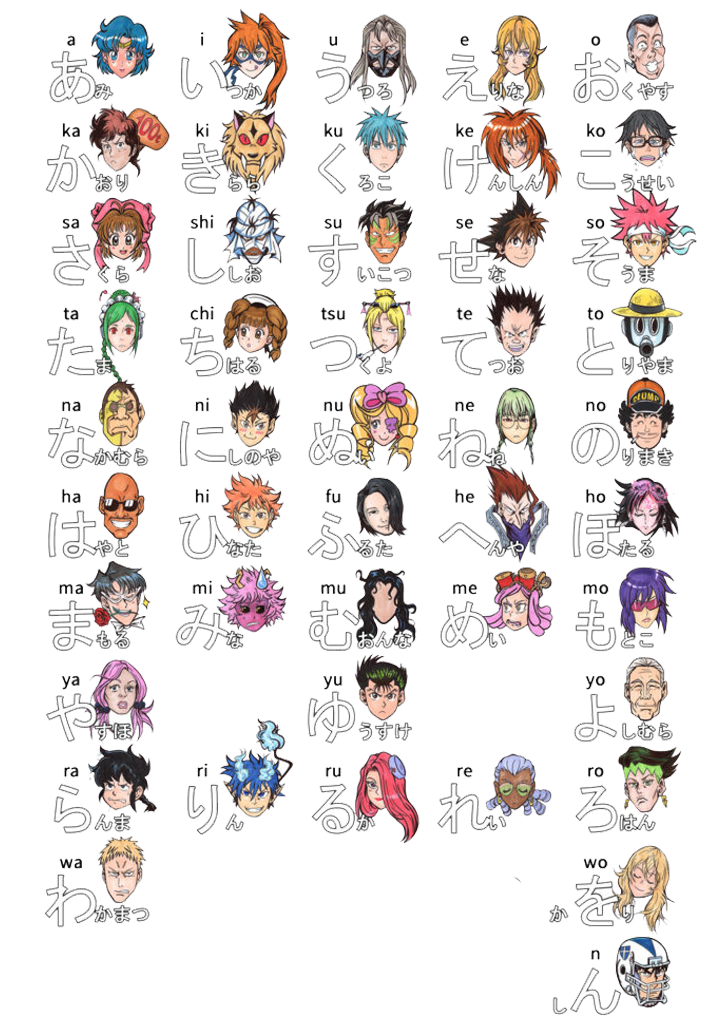 a i u e o
あみ いつか うつろ えりな おくやす
ka ki ku ke ko
かおり きらら くろこ けんしん こうせい
sa shi su se so
さくら ししお すいこつ せな そうま
ta chi tsu te to
たま ちはる つくよ てつお とりやま
na ni nu ne no
なかむら にしのや ぬい ねね のりまき
ha hi fu he ho
はやと ひなた ふるた へんや ほたる
ma mi mu me mo
まもる みな むおんな めい もとこ
ya yu yo
やすほ ゆうすけ よしむら
ra ri ru re ro
らんま りん るか れい ろはん
wa wo
わかまつ かをり
n
しん